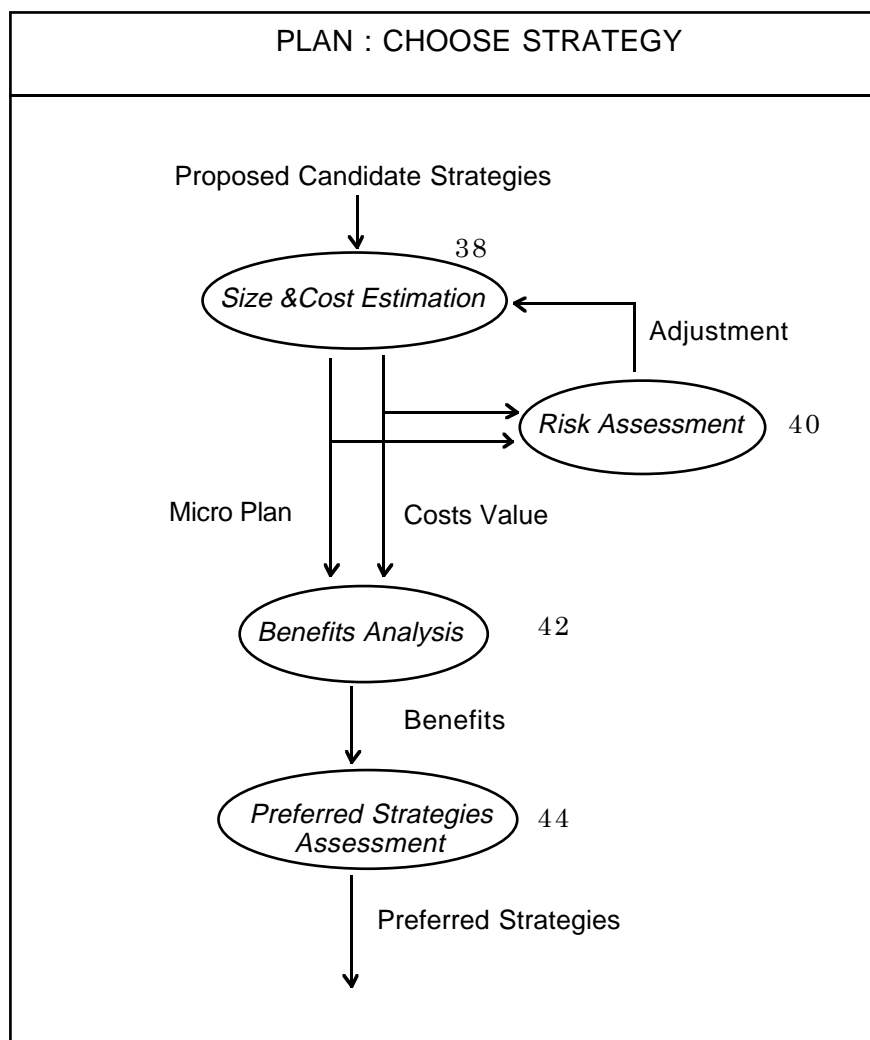 PLAN : CHOOSE STRATEGY
Proposed Candidate Strategies
38
Size &Cost Estimation
Adjustment
Risk Assessment
40
Micro Plan
Costs Value
Benefits Analysis
42
Benefits
Preferred Strategies
Assessment
44
Preferred Strategies